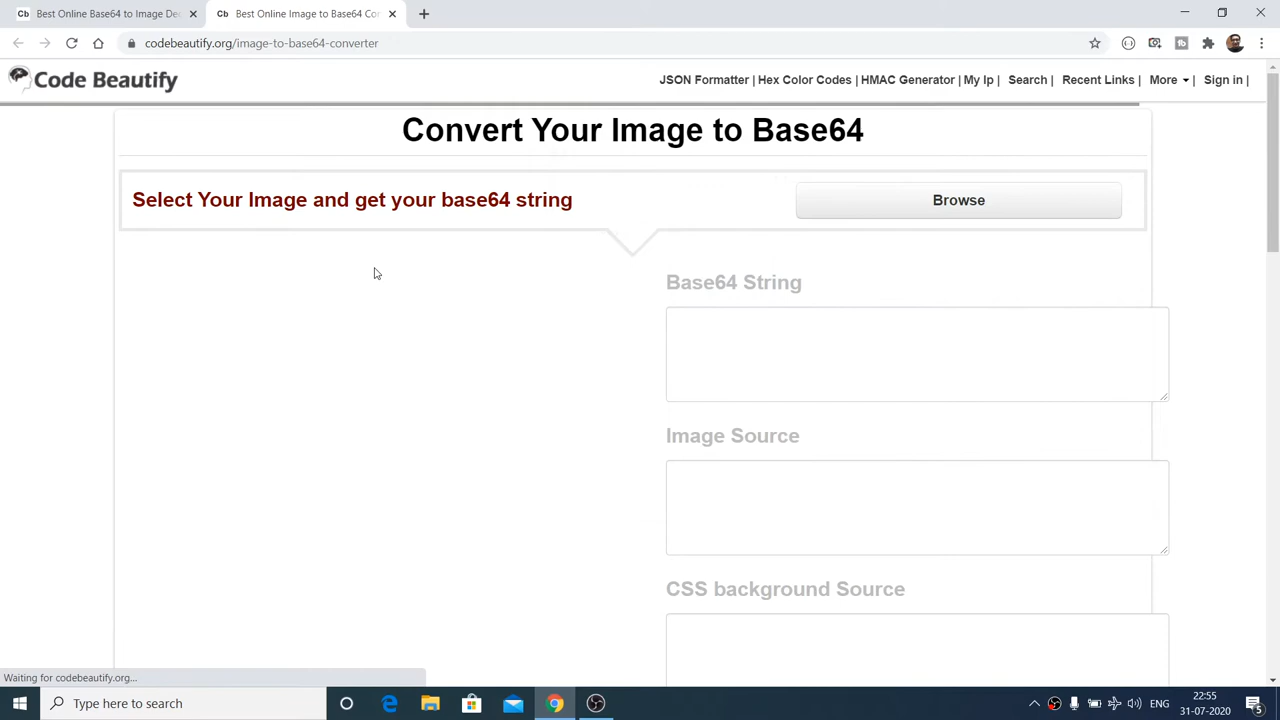 Best Online Base64 to Image De
Best Online Image to Base64 Co
codebeautify.org/image-to-base64-converter
Code Beautify
JSON Formatter | Hex Color Codes | HMAC Generator | My Ip | Search | Recent Links | More | Sign in |
Convert Your Image to Base64
Select Your Image and get your base64 string
Browse
Base64 String
Image Source
CSS background Source
Waiting for codebeautify.org...
Type here to search
ENG
22:55
31-07-2020
5